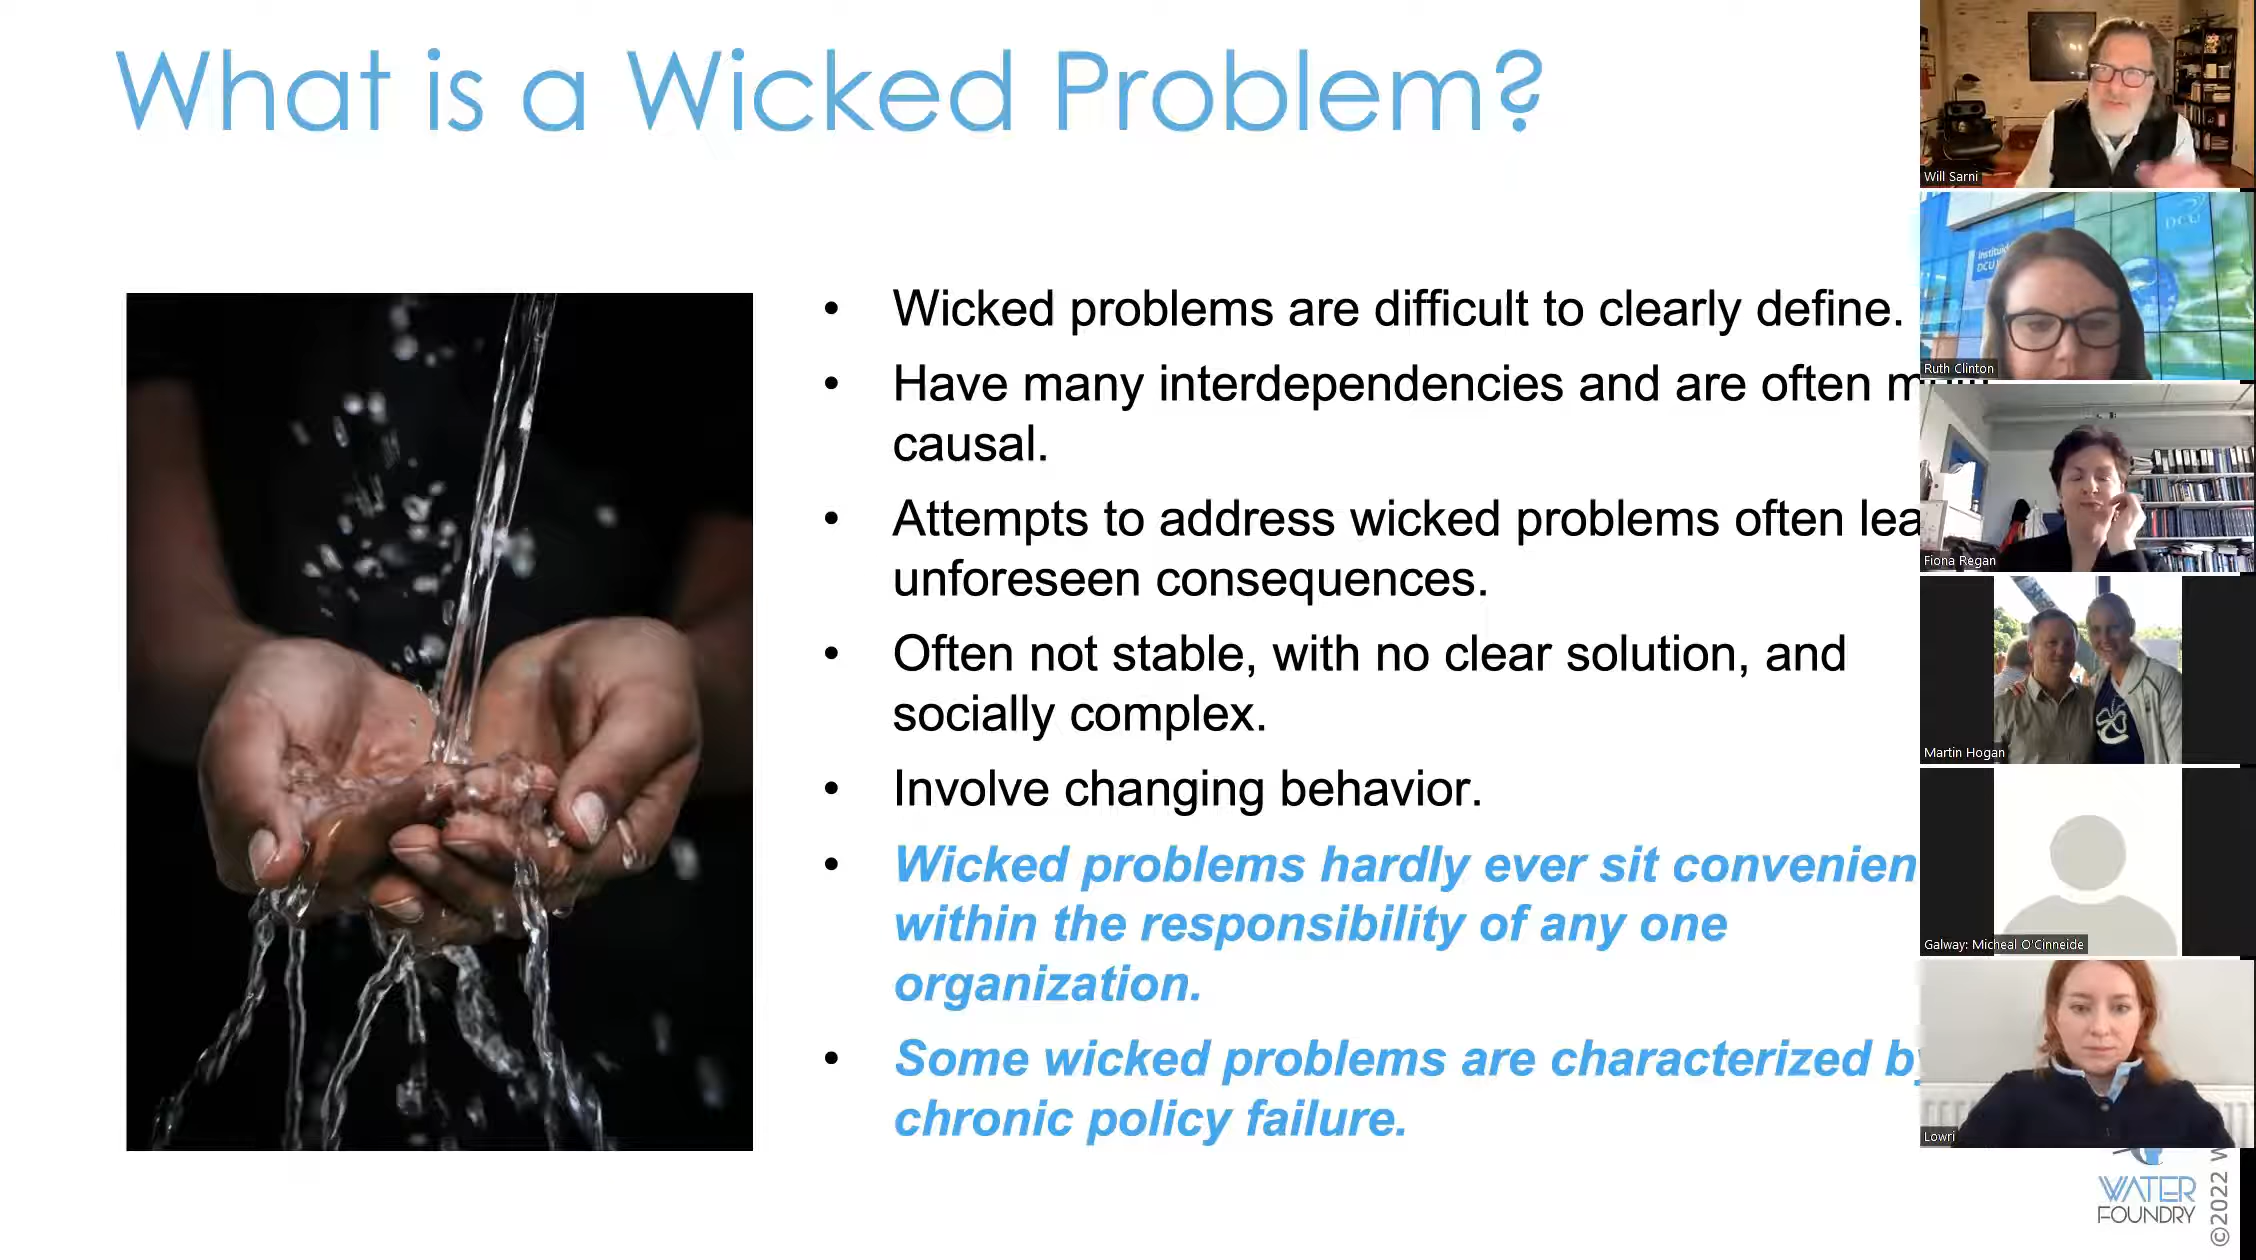 What is a Wicked Problem?
• Wicked problems are difficult to clearly define.
• Have many interdependencies and are often
causal.
• Attempts to address wicked problems often
unforeseen consequences.
• Often not stable, with no clear solution, and
socially complex.
• Involve changing behavior.
• Wicked problems hardly ever sit convenien
within the responsibility of any one
organization.
• Some wicked problems are characterized by
chronic policy failure.
Will Sarni
DCU
Ruth Clinton
Fiona Regan
Martin Hogan
Galway: Micheal O'Cinneide
Lowri
WATER
FOUNDRY
©2022